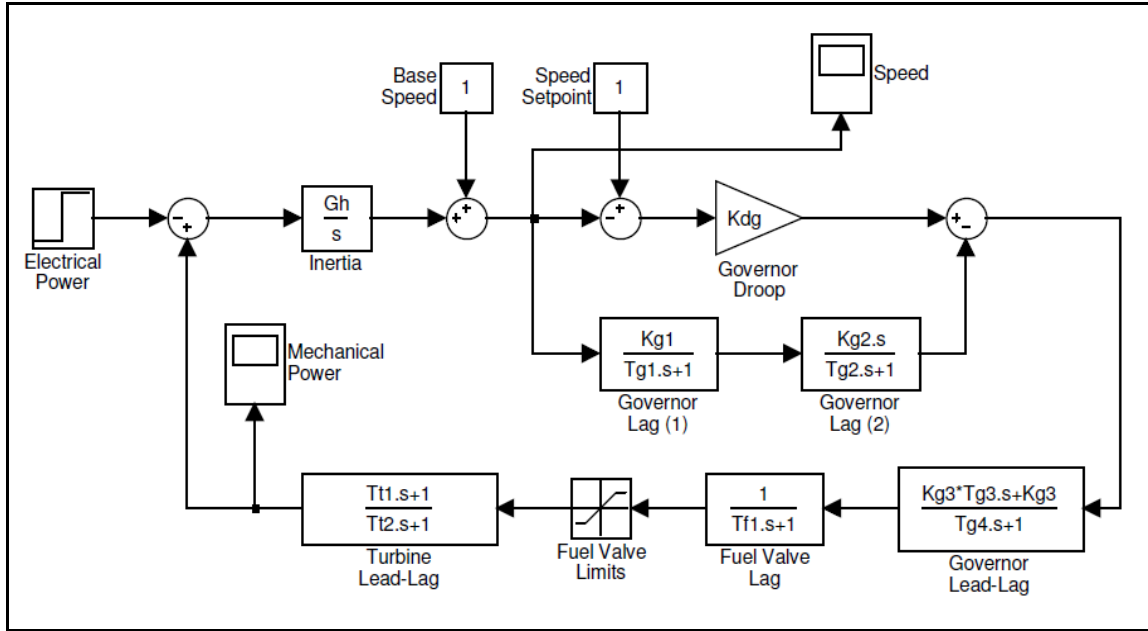 Base
Speed
1
Speed
Setpoint
1
Speed
Electrical
Power
-
+
Gh
s
Inertia
+
+
-
+
Kdg
Governor
Droop
+
-
Mechanical
Power
Kg1
Tg1.s+1
Governor
Lag (1)
Kg2.s
Tg2.s+1
Governor
Lag (2)
Tt1.s+1
Tt2.s+1
Turbine
Lead-Lag
Fuel Valve
Limits
1
Tf1.s+1
Fuel Valve
Lag
Kg3*Tg3.s+Kg3
Tg4.s+1
Governor
Lead-Lag